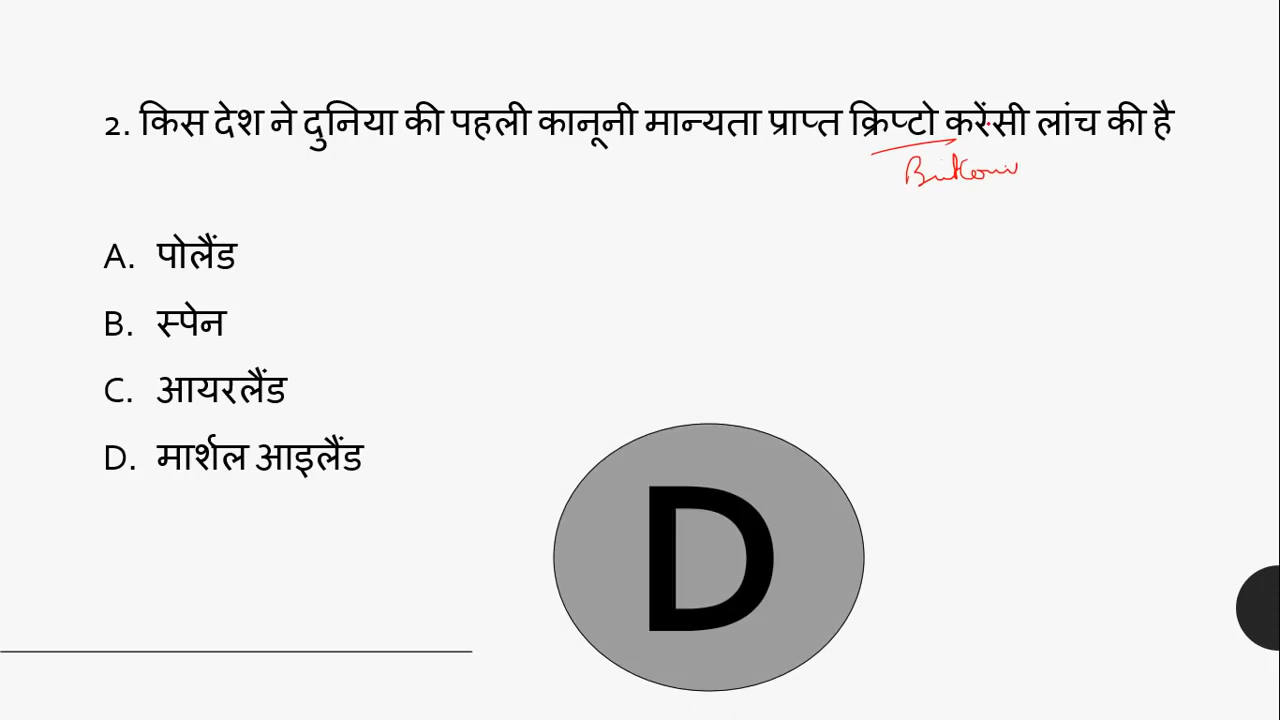 2. किस देश ने दुनिया की पहली कानूनी मान्यता प्राप्त क्रिप्टो करेंसी लांच की है
A. पोलैंड
B. स्पेन
C. आयरलैंड
D. मार्शल आइलैंड
D